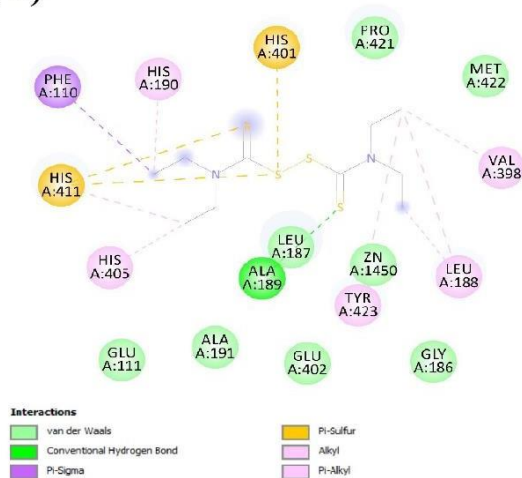 HIS
A:401
PRO
A:421
MET
A:422
PHE
A:110
HIS
A:190
VAL
A:398
HIS
A:411
N
S
S
S
S
N
HIS
A:405
LEU
A:187
ALA
A:189
ZN
A:1450
LEU
A:188
TYR
A:423
GLU
A:111
ALA
A:191
GLU
A:402
GLY
A:186
Interactions
van der Waals
Conventional Hydrogen Bond
Pi-Sigma
Pi-Sulfur
Alkyl
Pi-Alkyl